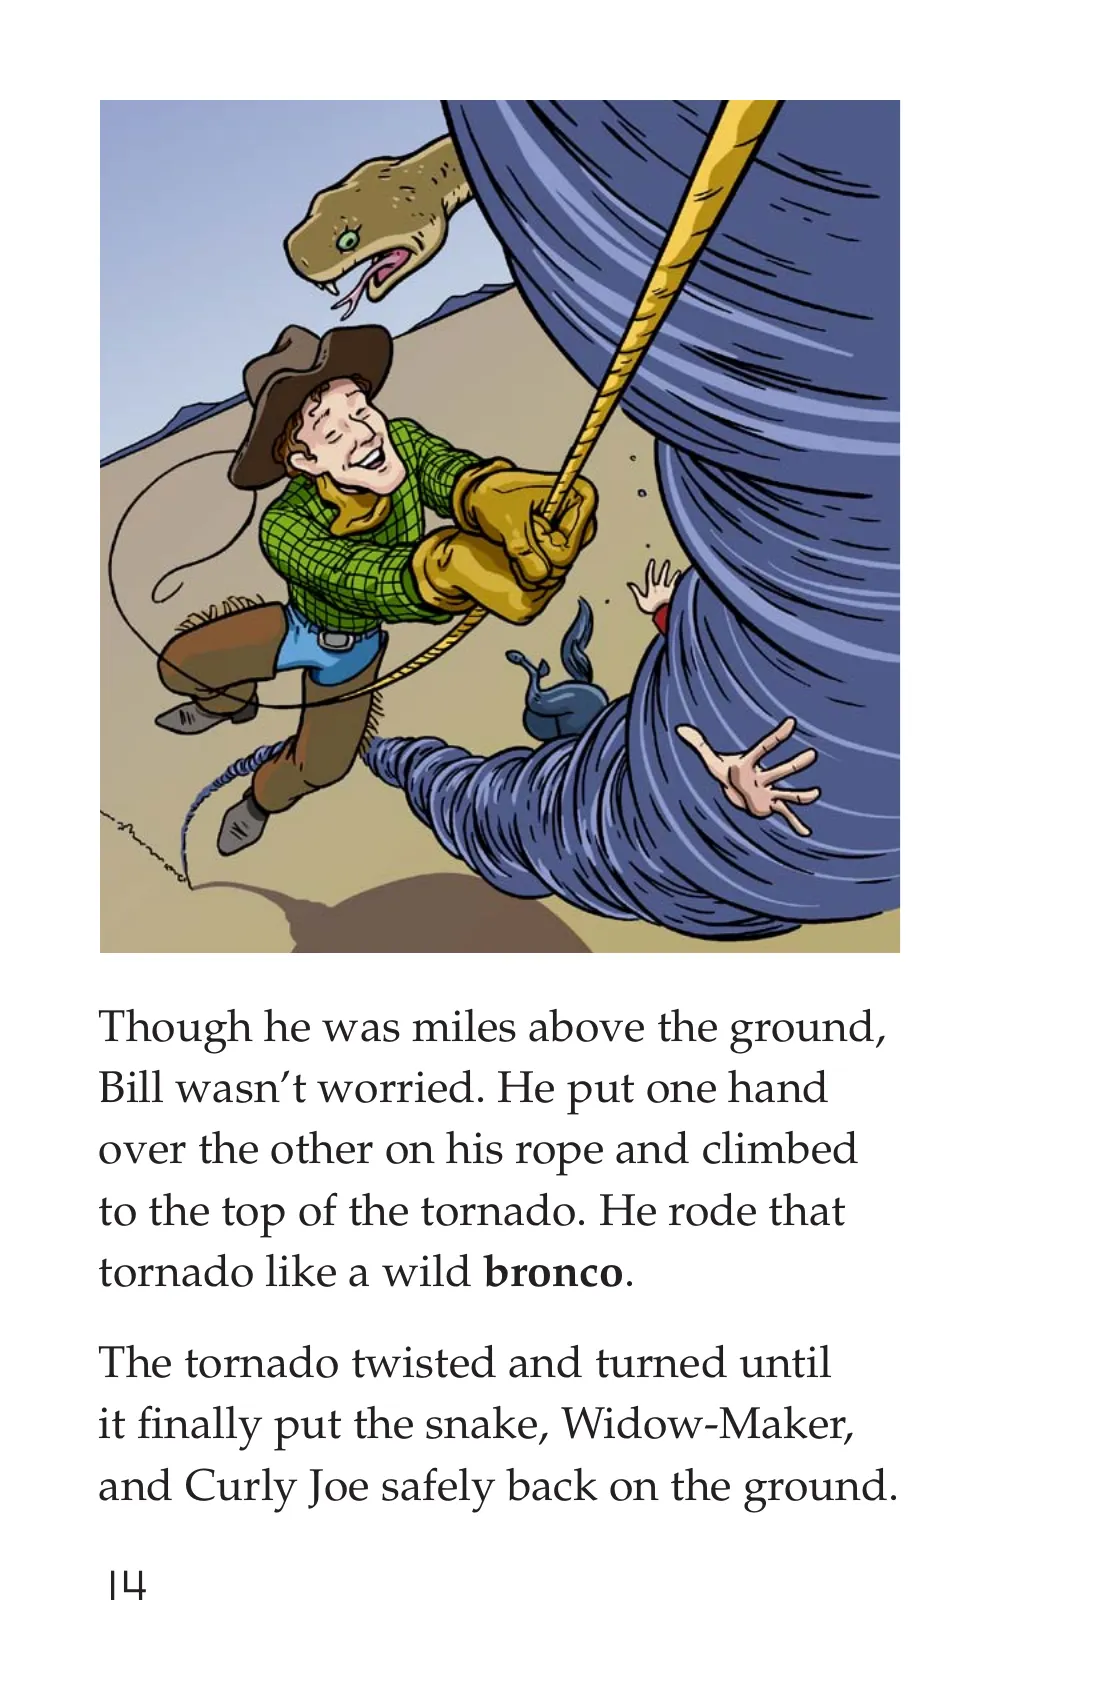 Though he was miles above the ground,
Bill wasn’t worried. He put one hand
over the other on his rope and climbed
to the top of the tornado. He rode that
tornado like a wild bronco.
The tornado twisted and turned until
it finally put the snake, Widow-Maker,
and Curly Joe safely back on the ground.
14